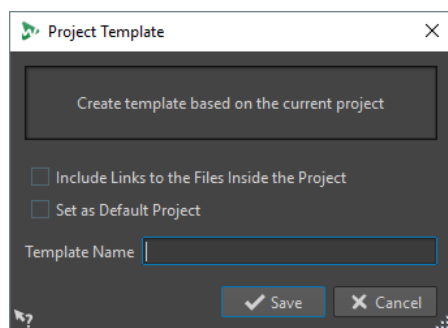 Project Template
Create template based on the current project
Include Links to the Files Inside the Project
Set as Default Project
Template Name
Save Cancel
?